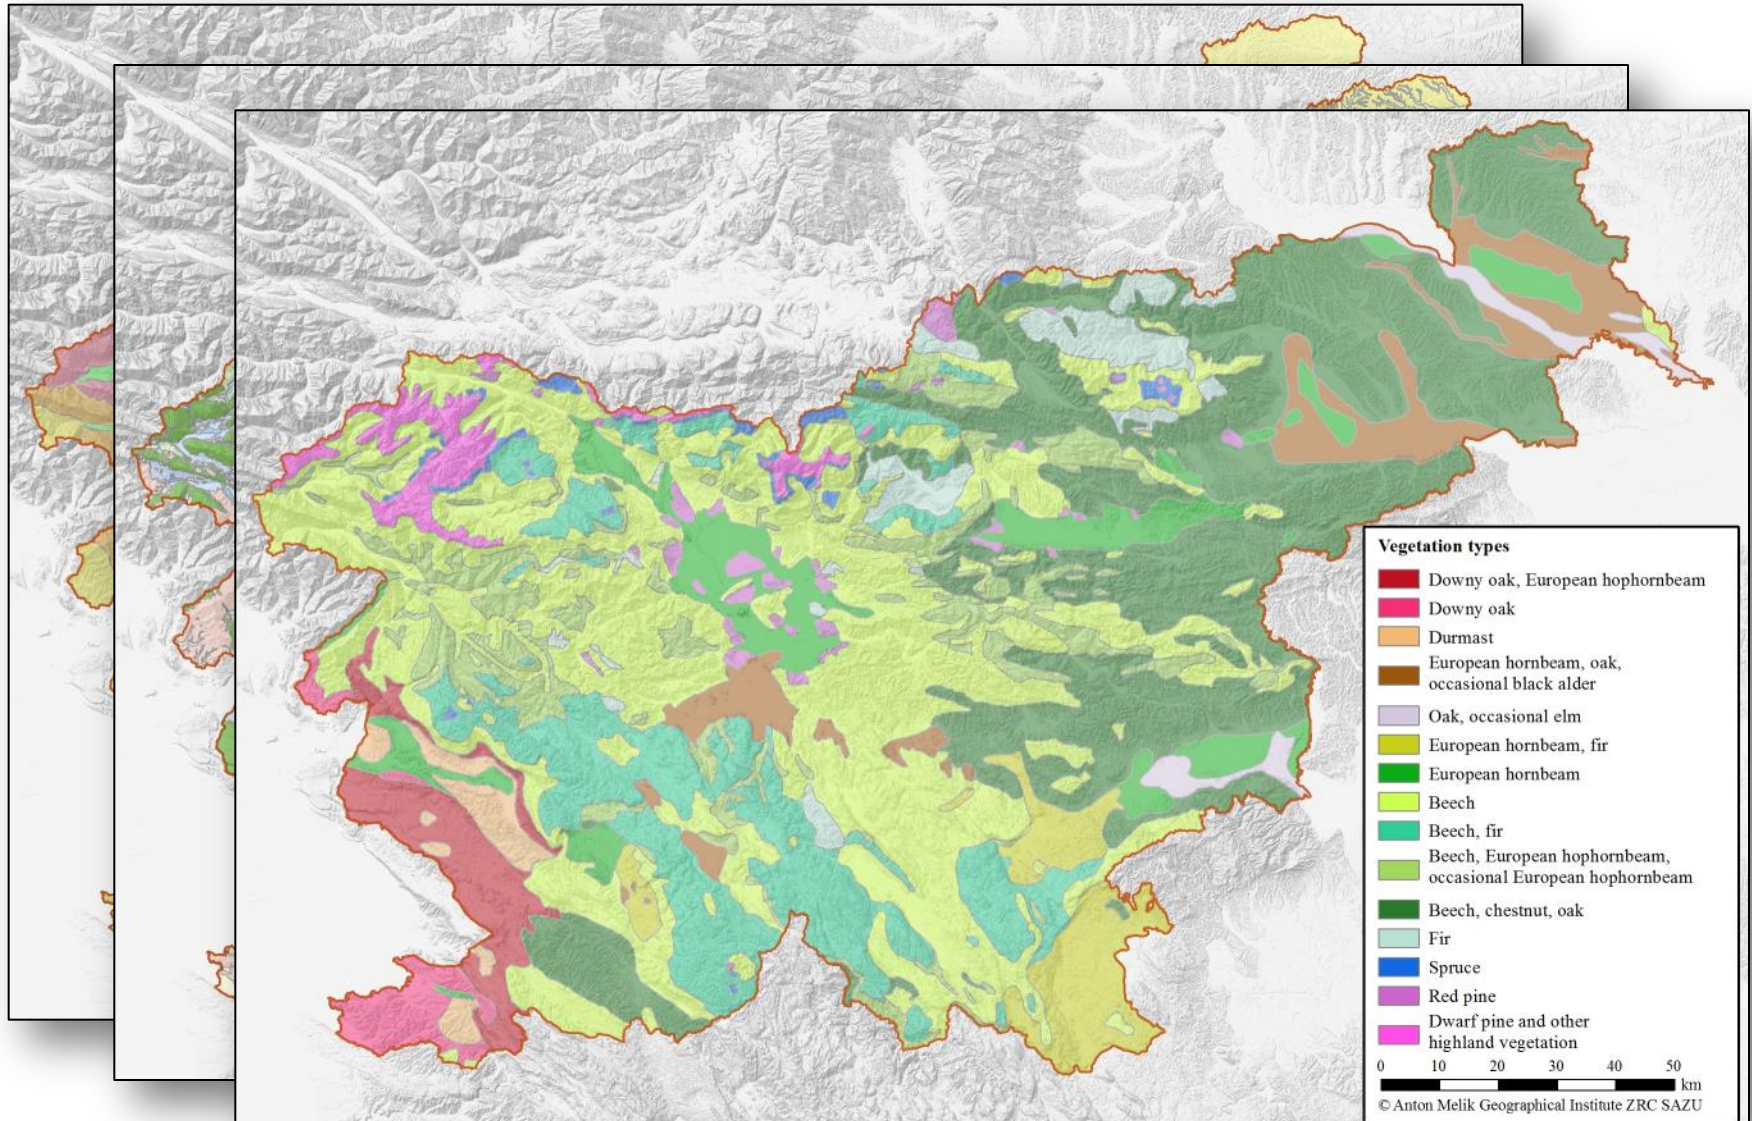 Vegetation types
Downy oak, European hophornbeam
Downy oak
Durmast
European hornbeam, oak,
occasional black alder
Oak, occasional elm
European hornbeam, fir
European hornbeam
Beech
Beech, fir
Beech, European hophornbeam,
occasional European hophornbeam
Beech, chestnut, oak
Fir
Spruce
Red pine
Dwarf pine and other
highland vegetation
0 10 20 30 40 50
km
© Anton Melik Geographical Institute ZRC SAZU